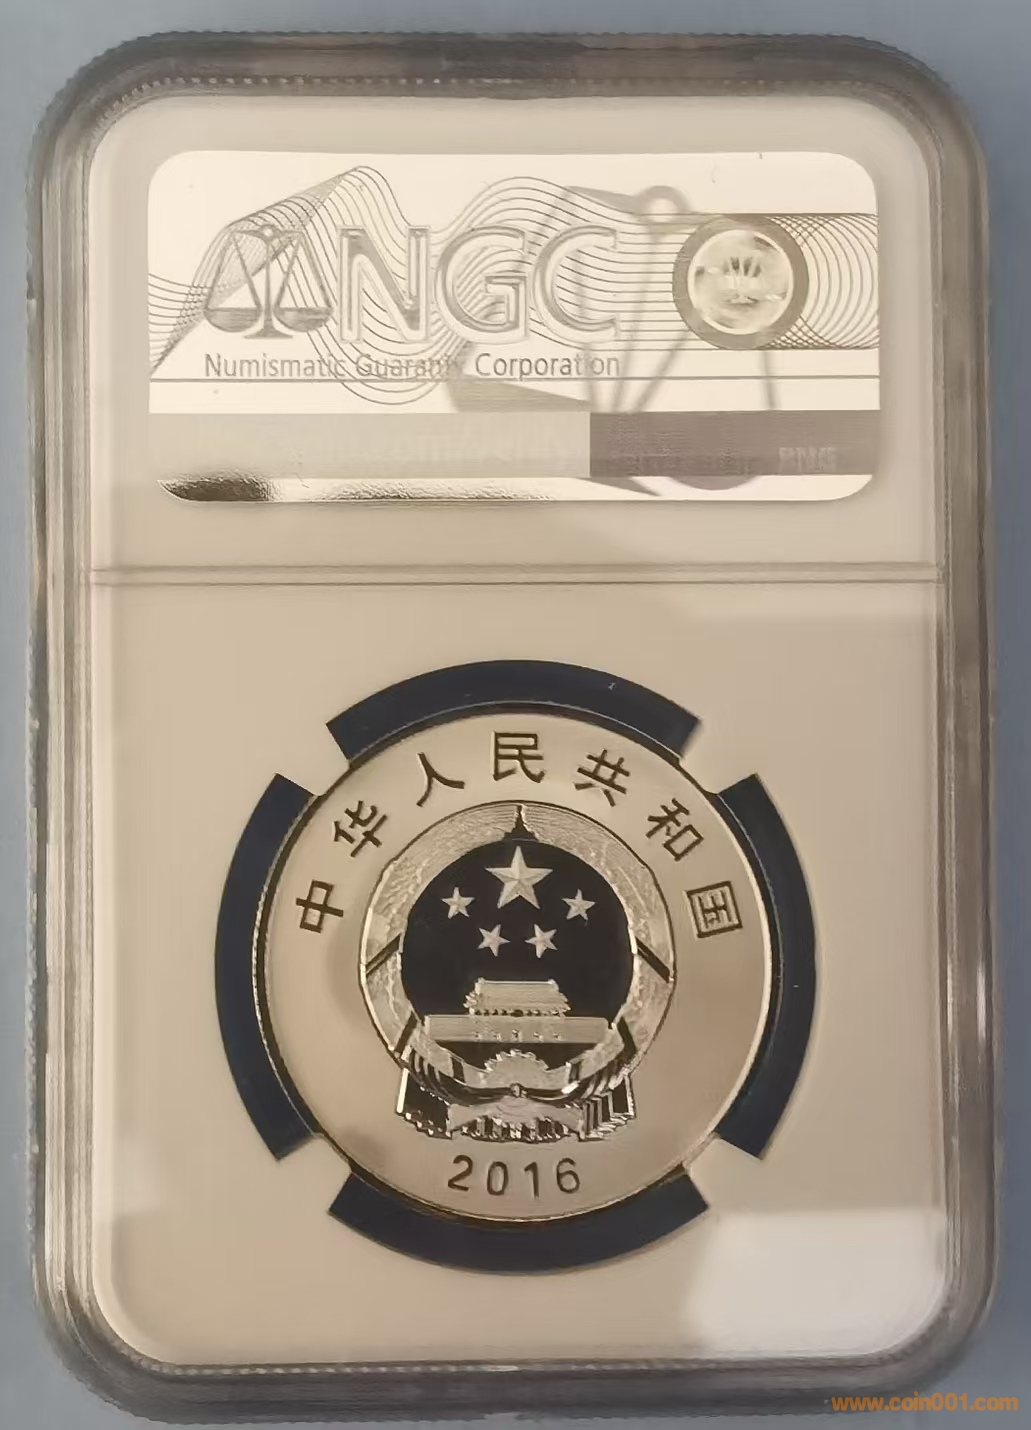 NGC
Numismatic Guaranty Corporation
中华人民共和国
2016
www.coin001.com